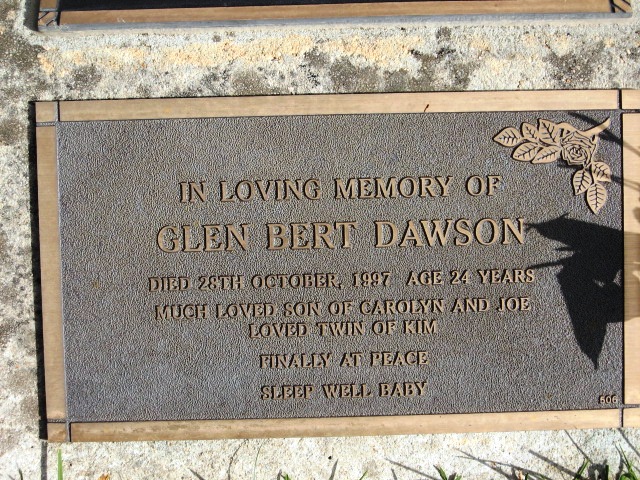 IN LOVING MEMORY OF
GLEN BERT DAWSON
DIED 28TH OCTOBER, 1997 AGE 24 YEARS
MUCH LOVED SON OF CAROLYN AND JOE
LOVED TWIN OF KIM
FINALLY AT PEACE
SLEEP WELL BABY
506